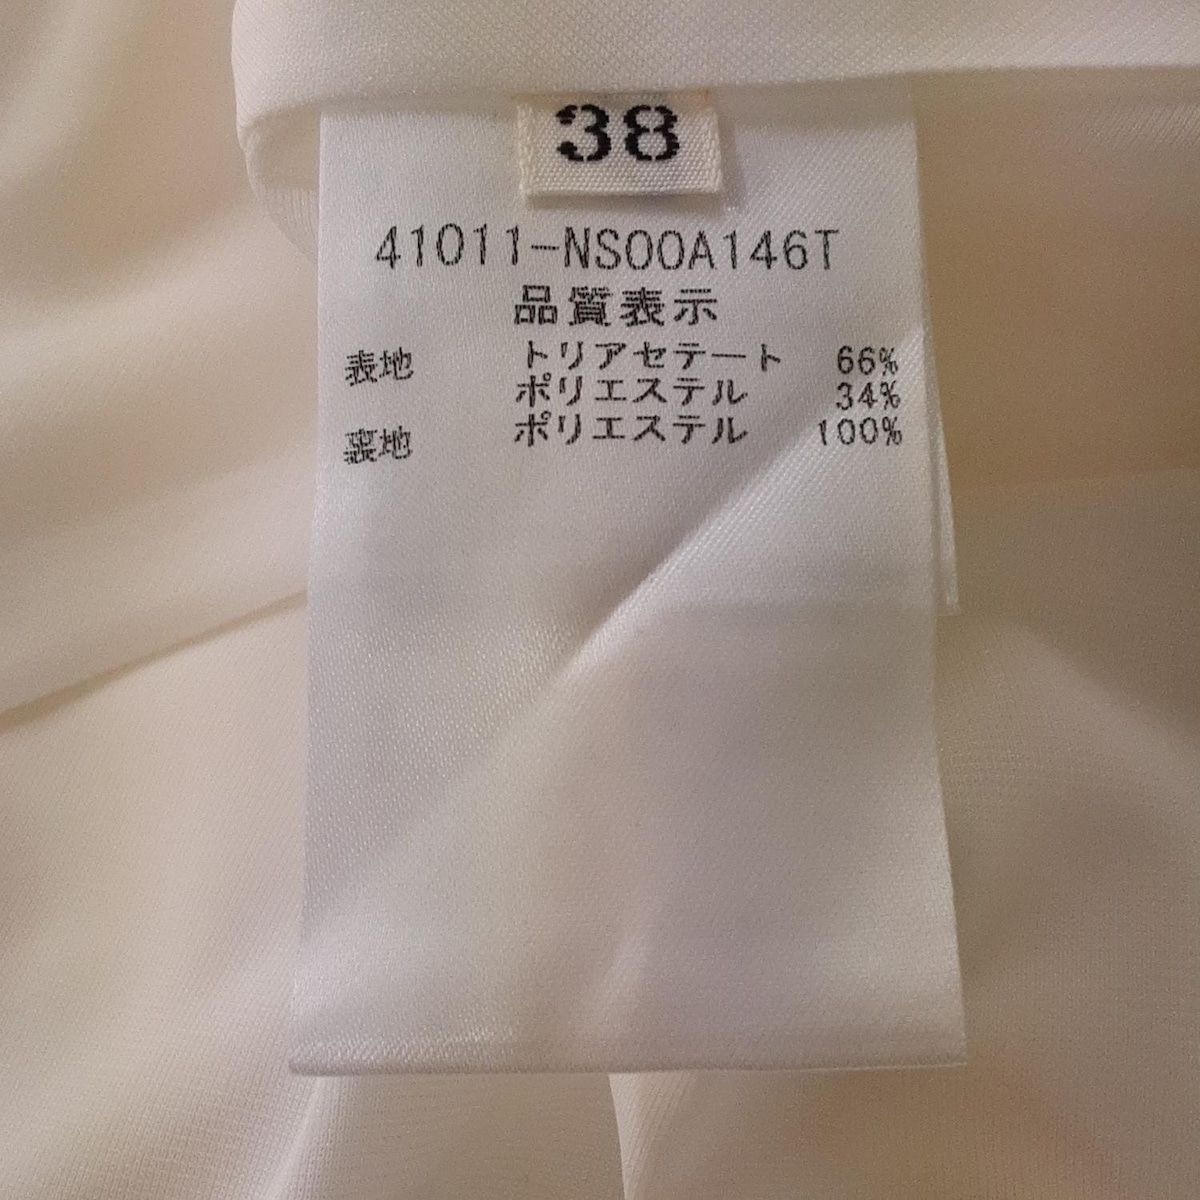 38
41011-NS00A146T
品質表示
表地 トリアセテート 66%
ポリエステル 34%
裏地 ポリエステル 100%